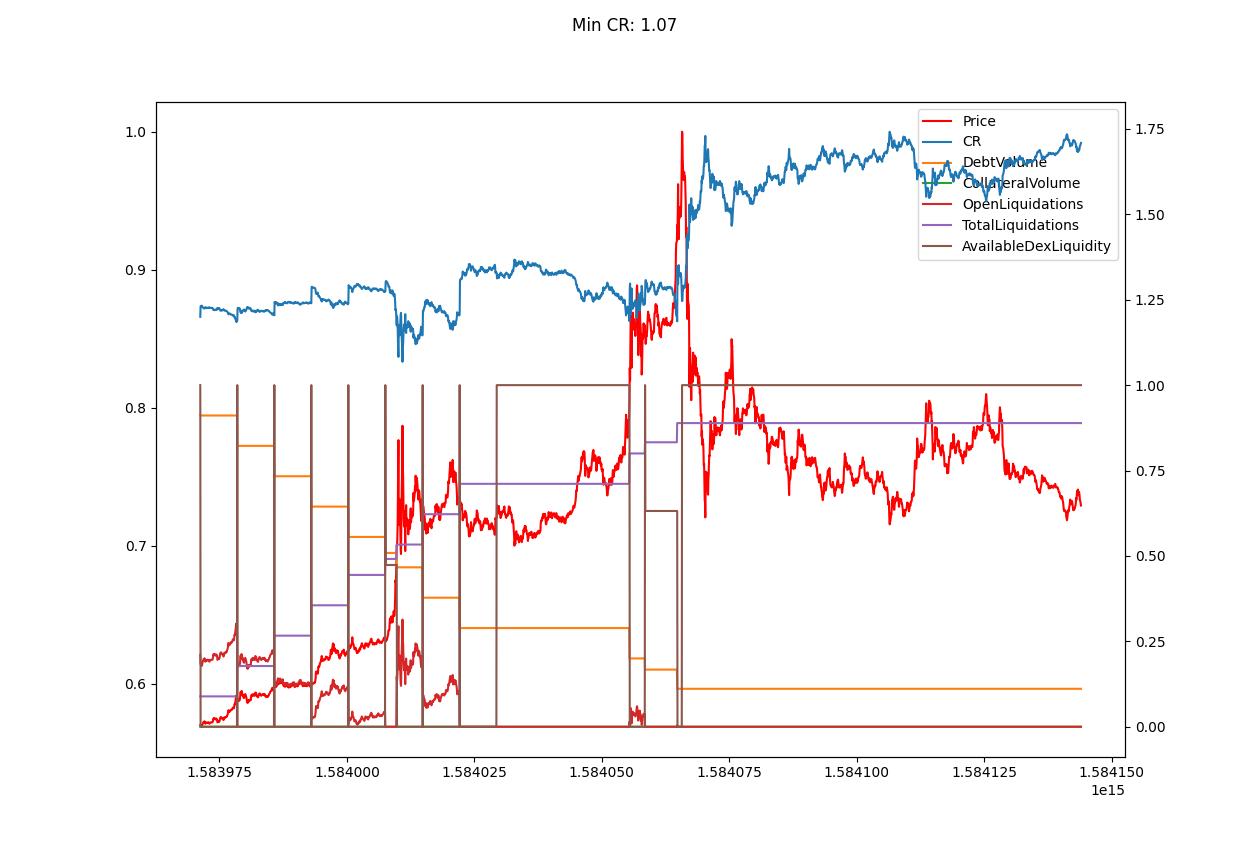 Min CR: 1.07
1.0
0.9
0.8
0.7
0.6
1.75
1.50
1.25
1.00
0.75
0.50
0.25
0.00
Price
CR
DebtVolume
CollateralVolume
OpenLiquidations
TotalLiquidations
AvailableDexLiquidity
1.583975 1.584000 1.584025 1.584050 1.584075 1.584100 1.584125 1.584150
1e15